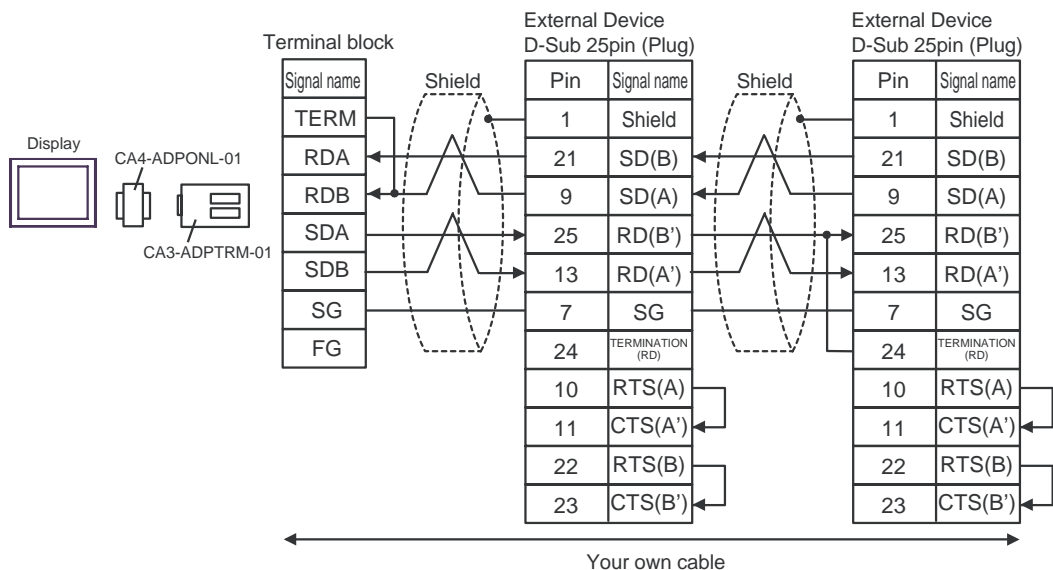 Display
CA4-ADPONL-01
CA3-ADPTRM-01
Terminal block
Signal name
TERM
RDA
RDB
SDA
SDB
SG
FG
Shield
External Device
D-Sub 25pin (Plug)
Pin Signal name
1 Shield
21 SD(B)
9 SD(A)
25 RD(B’)
13 RD(A’)
7 SG
24 TERMINATION
(RD)
10 RTS(A)
11 CTS(A’)
22 RTS(B)
23 CTS(B’)
Shield
External Device
D-Sub 25pin (Plug)
Pin Signal name
1 Shield
21 SD(B)
9 SD(A)
25 RD(B’)
13 RD(A’)
7 SG
24 TERMINATION
(RD)
10 RTS(A)
11 CTS(A’)
22 RTS(B)
23 CTS(B’)
Your own cable